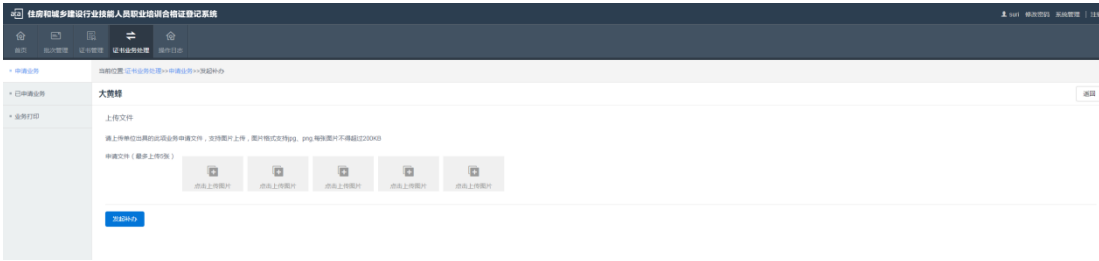 住房和城乡建设行业技能人员职业培训合格证登记系统
suri 修改密码 系统管理 | 注
首页 批次管理 证书管理 证书业务处理 操作日志
申请业务
当前位置:证书业务处理>>申请业务>>发起补办
已申请业务
大黄蜂
返回
业务打印
上传文件
请上传单位出具的此项业务申请文件，支持图片上传，图片格式支持jpg、png,每张图片不得超过200KB
申请文件（最多上传5张）
点击上传图片 点击上传图片 点击上传图片 点击上传图片 点击上传图片
发起补办